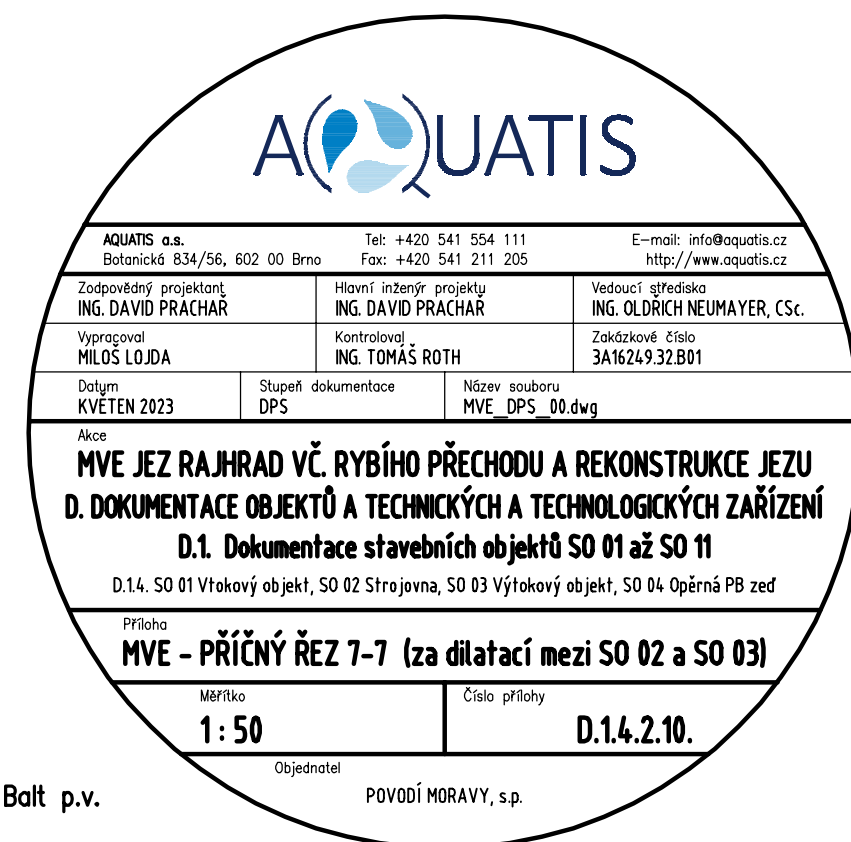 AQUATIS
AQUATIS a.s. Tel: +420 541 554 111 E-mail: info@aquatis.cz
Botanická 834/56, 602 00 Brno Fax: +420 541 211 205 http://www.aquatis.cz
Zodpovědný projektant Hlavní inženýr projektu Vedoucí střediska
ING. DAVID PRACHAŘ ING. DAVID PRACHAŘ ING. OLDŘICH NEUMAYER, CSc.
Vypracoval Kontroloval Zakázkové číslo
MILOŠ LOJDA ING. TOMÁŠ ROTH 3A16249.32.B01
Datum Stupeň dokumentace Název souboru
KVĚTEN 2023 DPS MVE_DPS_00.dwg
Akce
MVE JEZ RAJHRAD VČ. RYBÍHO PŘECHODU A REKONSTRUKCE JEZU
D. DOKUMENTACE OBJEKTŮ A TECHNICKÝCH A TECHNOLOGICKÝCH ZAŘÍZENÍ
D.1. Dokumentace stavebních objektů SO 01 až SO 11
D.1.4. SO 01 Vtokový objekt, SO 02 Strojovna, SO 03 Výtokový objekt, SO 04 Opěrná PB zeď
Příloha
MVE - PŘÍČNÝ ŘEZ 7-7 (za dilatací mezi SO 02 a SO 03)
Měřítko Číslo přílohy
1 : 50 D.1.4.2.10.
Objednatel
Balt p.v. POVODÍ MORAVY, s.p.